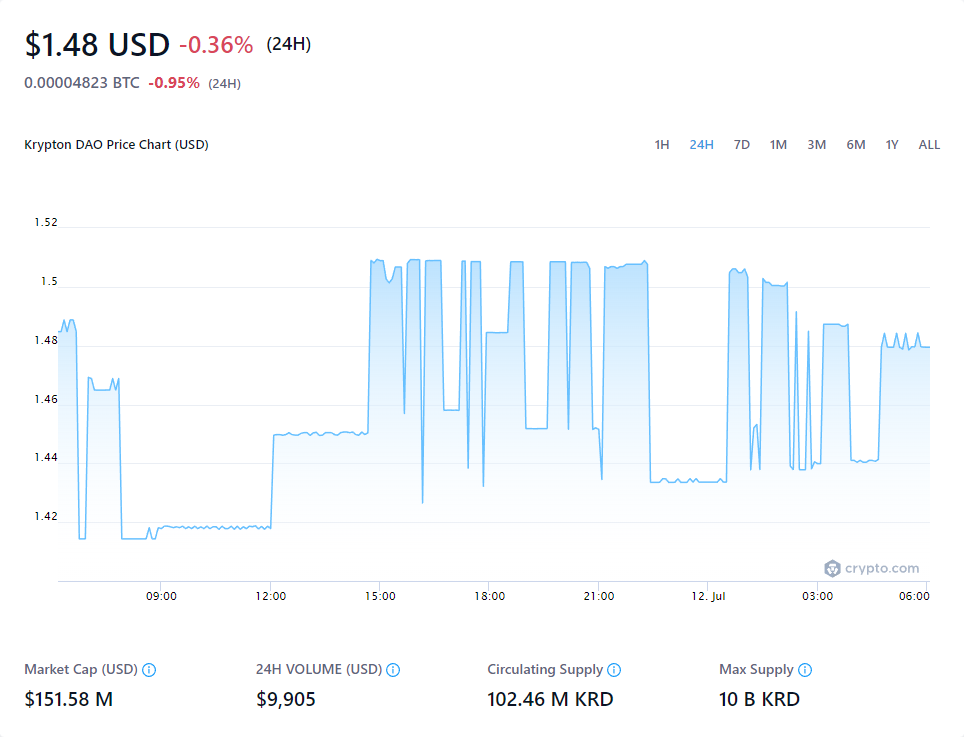 $1.48 USD -0.36% (24H)
0.00004823 BTC -0.95% (24H)
Krypton DAO Price Chart (USD) 1H 24H 7D 1M 3M 6M 1Y ALL
1.52
1.5
1.48
1.46
1.44
1.42
crypto.com
09:00 12:00 15:00 18:00 21:00 12. Jul 03:00 06:00
Market Cap (USD) 24H VOLUME (USD) Circulating Supply Max Supply
$151.58 M $9,905 102.46 M KRD 10 B KRD